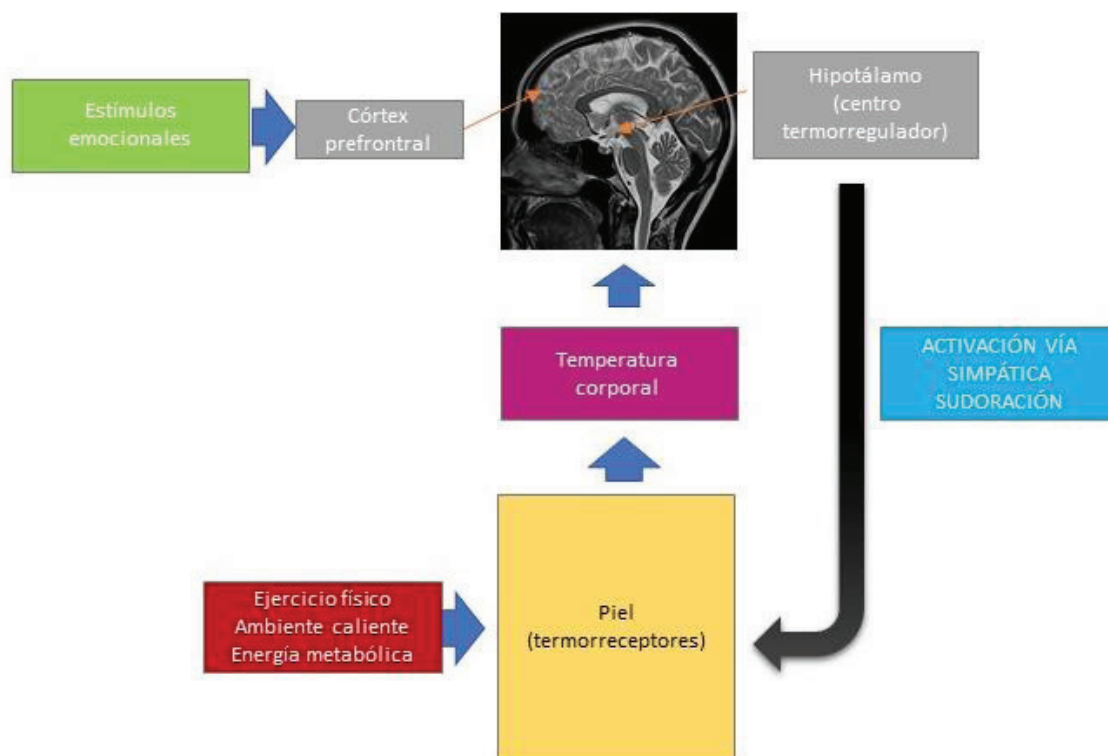 Estímulos
emocionales
Córtex
prefrontral
Hipotálamo
(centro
termorregulador)
Temperatura
corporal
ACTIVACIÓN VÍA
SIMPÁTICA
SUDORACIÓN
Ejercicio físico
Ambiente caliente
Energía metabólica
Piel
(termorreceptores)